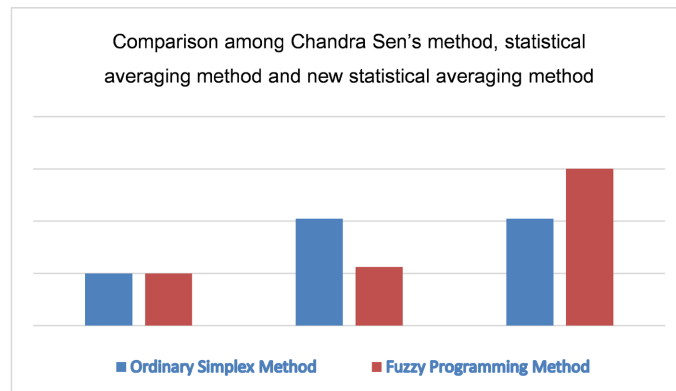 Comparison among Chandra Sen's method, statistical
averaging method and new statistical averaging method
Ordinary Simplex Method
Fuzzy Programming Method